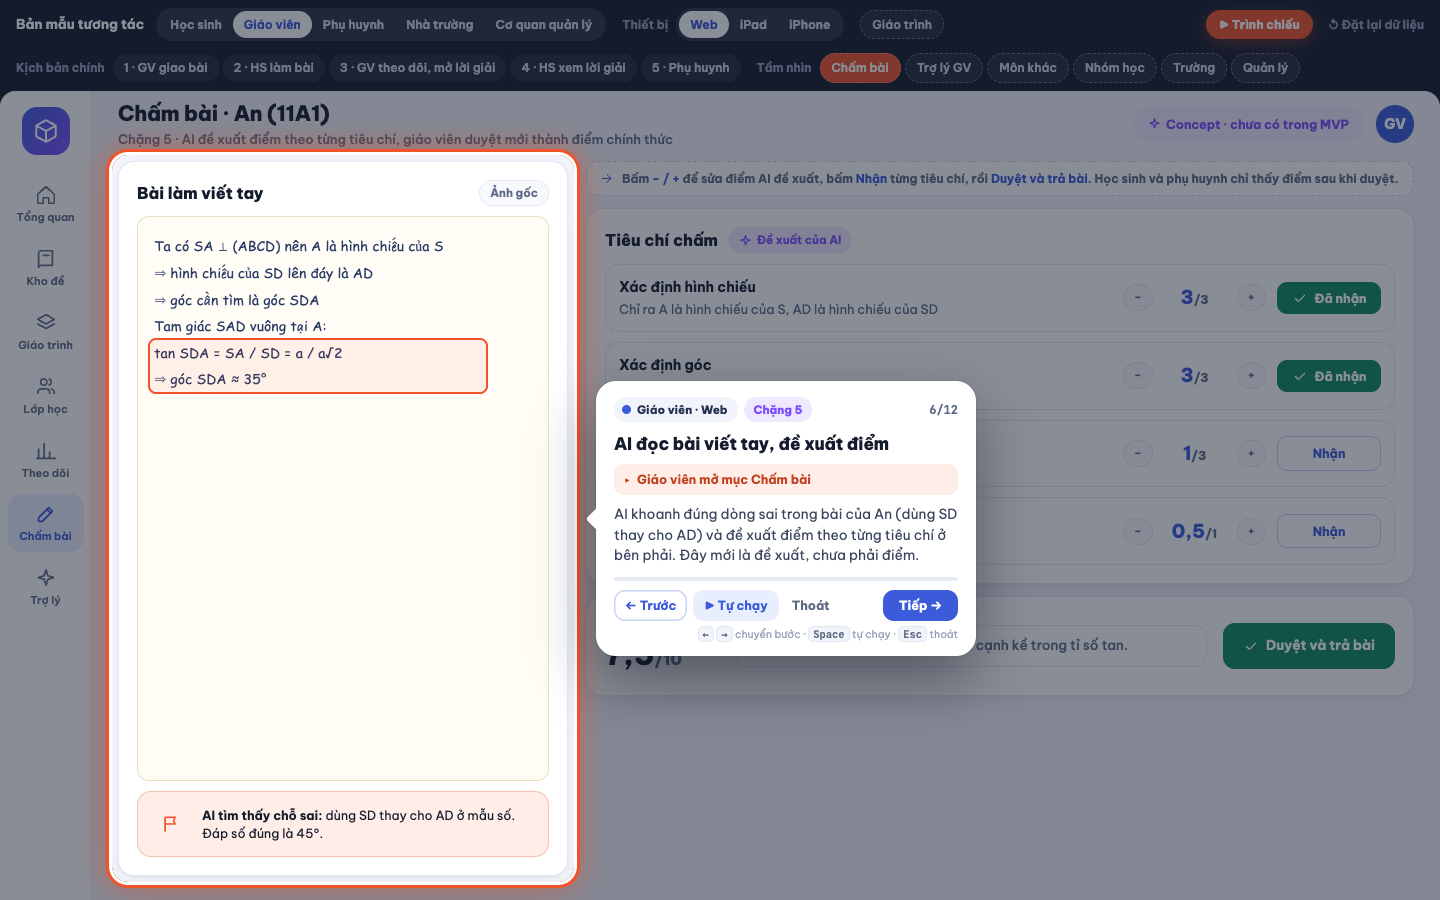 Bản mẫu tương tác
Học sinh
Giáo viên
Phụ huynh
Nhà trường
Cơ quan quản lý
Thiết bị
Web
iPad
iPhone
Giáo trình
Trình chiếu
Đặt lại dữ liệu
Kịch bản chính
1 · GV giao bài
2 · HS làm bài
3 · GV theo dõi, mở lời giải
4 · HS xem lời giải
5 · Phụ huynh
Tầm nhìn
Chấm bài
Trợ lý GV
Môn khác
Nhóm học
Trường
Quản lý
Tổng quan
Kho đề
Giáo trình
Lớp học
Theo dõi
Chấm bài
Trợ lý
Chấm bài · An (11A1)
Chặng 5 · AI đề xuất điểm theo từng tiêu chí, giáo viên duyệt mới thành điểm chính thức
Concept · chưa có trong MVP
GV
Bài làm viết tay
Ảnh gốc
Ta có SA ⊥ (ABCD) nên A là hình chiếu của S
⇒ hình chiếu của SD lên đáy là AD
⇒ góc cần tìm là góc SDA
Tam giác SAD vuông tại A:
tan SDA = SA / SD = a / a√2
⇒ góc SDA ≈ 35°
AI tìm thấy chỗ sai: dùng SD thay cho AD ở mẫu số.
Đáp số đúng là 45°.
→ Bấm − / + để sửa điểm AI đề xuất, bấm Nhận từng tiêu chí, rồi Duyệt và trả bài. Học sinh và phụ huynh chỉ thấy điểm sau khi duyệt.
Tiêu chí chấm
Đề xuất của AI
Xác định hình chiếu
Chỉ ra A là hình chiếu của S, AD là hình chiếu của SD
− 3/3 +
Đã nhận
Xác định góc
− 3/3 +
Đã nhận
− 1/3 +
Nhận
− 0,5/1 +
Nhận
7,5/10
cạnh kề trong tỉ số tan.
Duyệt và trả bài
Giáo viên · Web
Chặng 5
6/12
AI đọc bài viết tay, đề xuất điểm
Giáo viên mở mục Chấm bài
AI khoanh đúng dòng sai trong bài của An (dùng SD
thay cho AD) và đề xuất điểm theo từng tiêu chí ở
bên phải. Đây mới là đề xuất, chưa phải điểm.
← Trước
Tự chạy
Thoát
Tiếp →
← → chuyển bước · Space tự chạy · Esc thoát